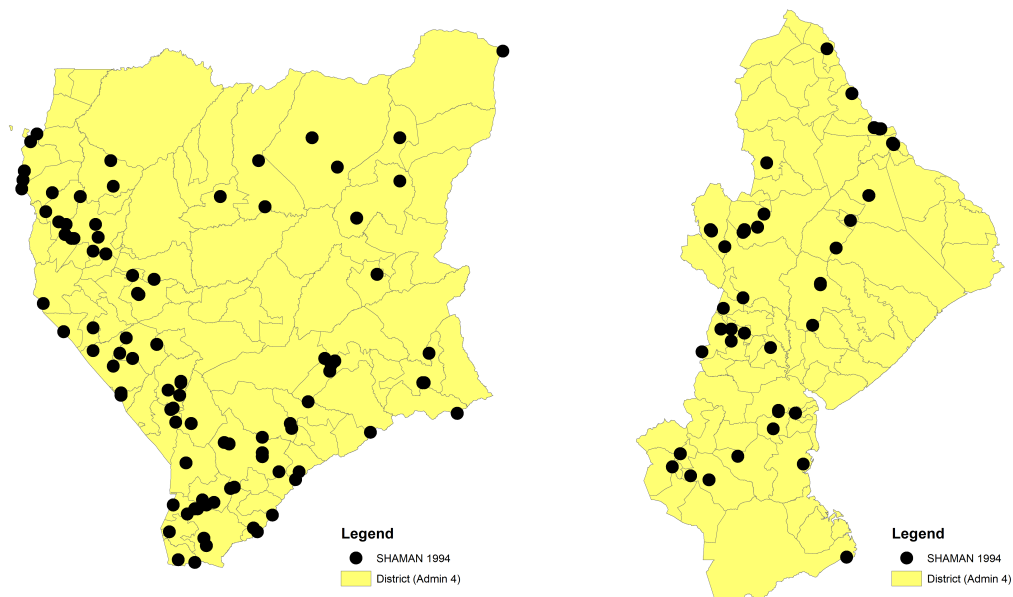 Legend
SHAMAN 1994
District (Admin 4)
Legend
SHAMAN 1994
District (Admin 4)